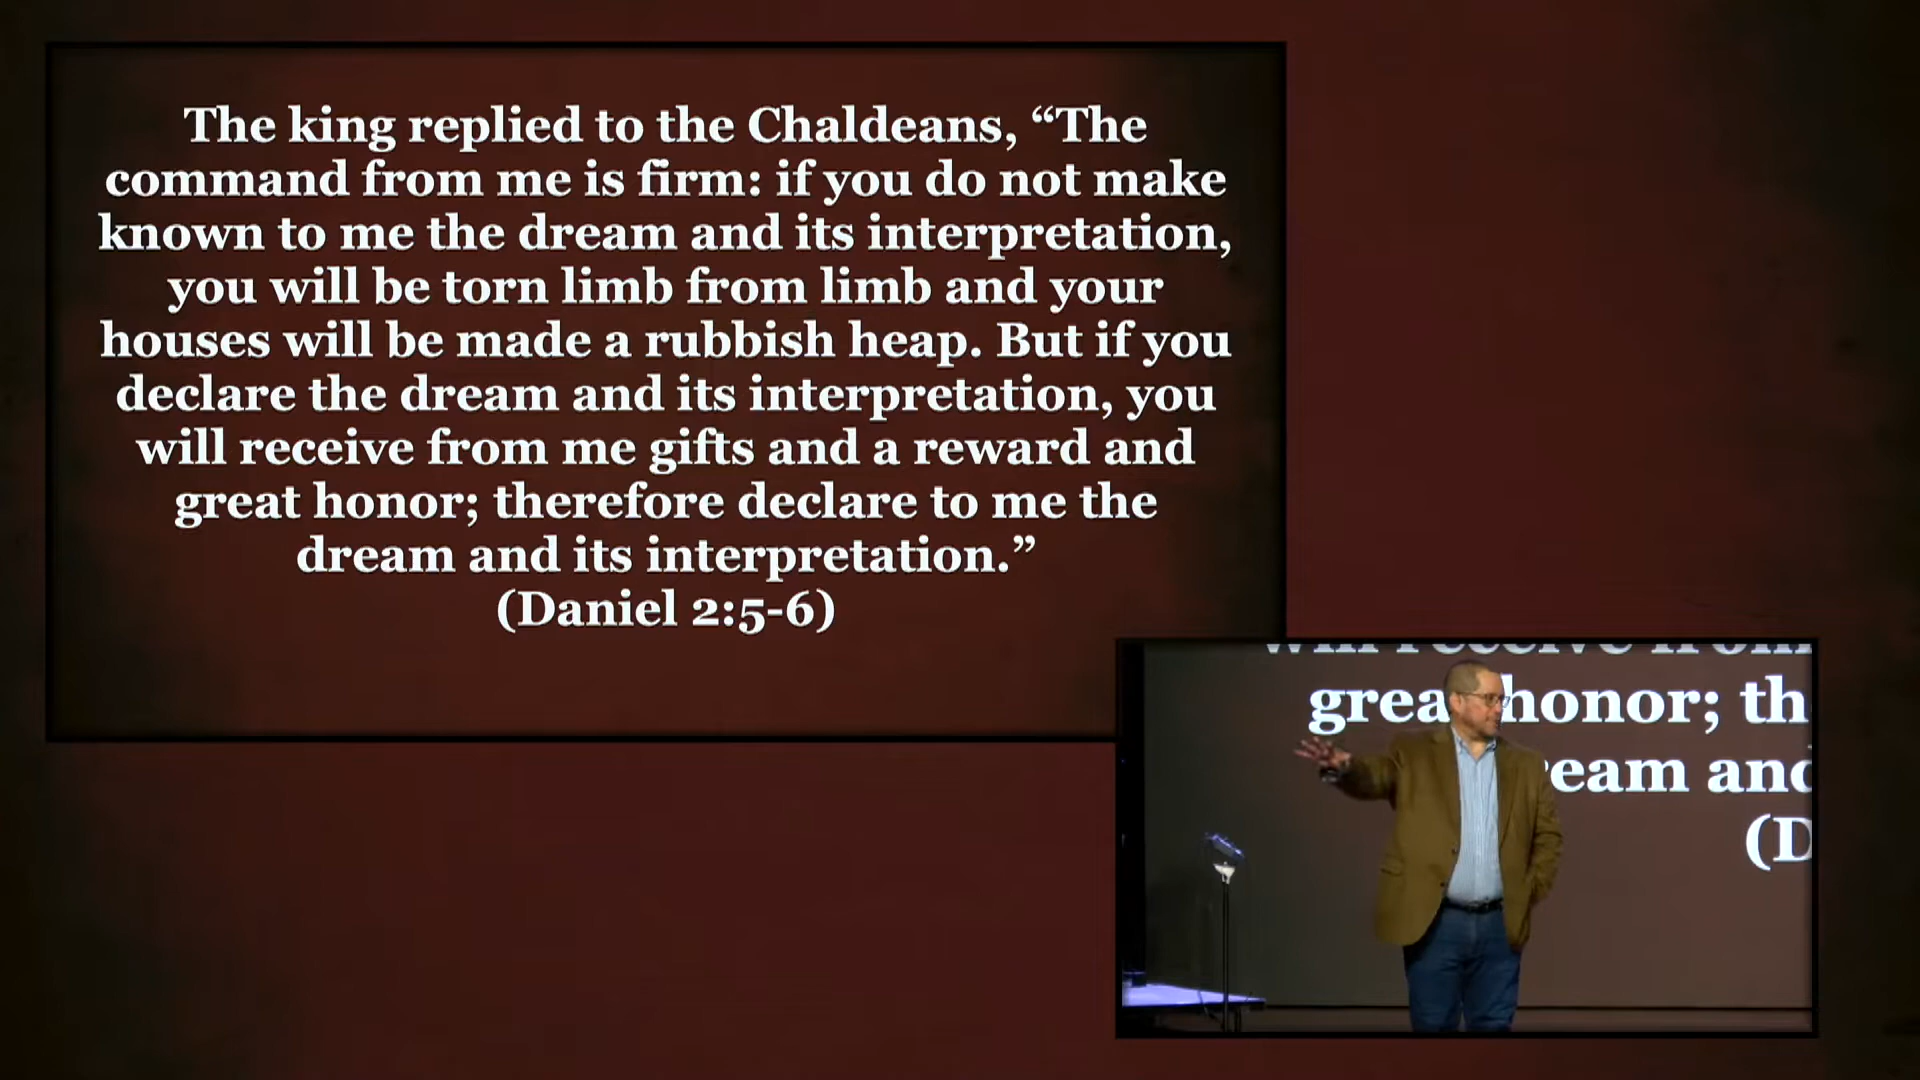 The king replied to the Chaldeans, “The
command from me is firm: if you do not make
known to me the dream and its interpretation,
you will be torn limb from limb and your
houses will be made a rubbish heap. But if you
declare the dream and its interpretation, you
will receive from me gifts and a reward and
great honor; therefore declare to me the
dream and its interpretation.”
(Daniel 2:5-6)
will receive from
grea honor; th
eam and
(D